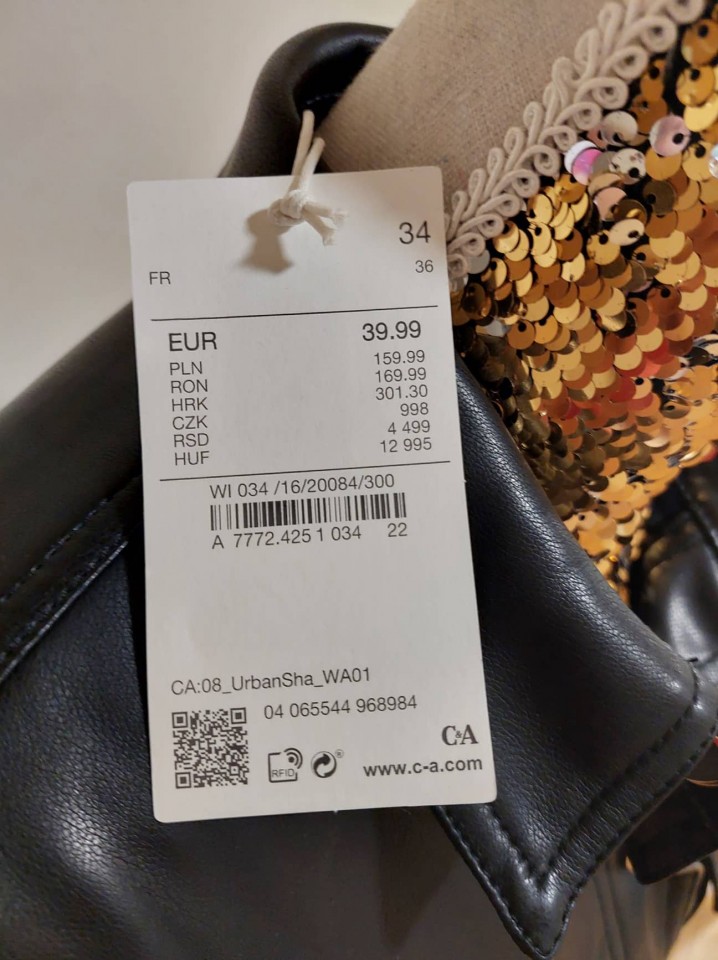 34
FR 36
EUR 39.99
PLN 159.99
RON 169.99
HRK 301.30
CZK 998
RSD 4 499
HUF 12 995
WI 034 /16/20084/300
A 7772.425 1 034 22
CA:08_UrbanSha_WA01
04 065544 968984
C&A
RFID ®
www.c-a.com